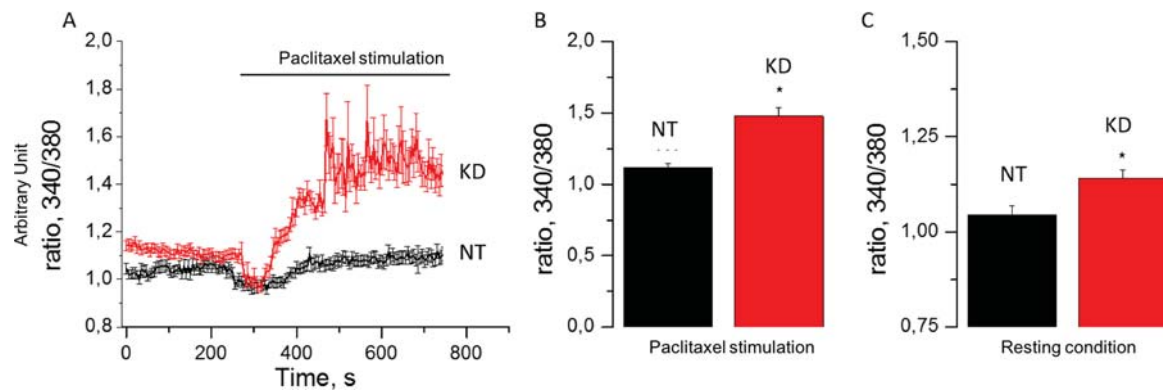 A
Arbitrary Unit
ratio, 340/380
2,0
1,8
1,6
1,4
1,2
1,0
0,8
Paclitaxel stimulation
KD
NT
0
200
400
600
800
Time, s
B
ratio, 340/380
2,0
1,5
1,0
0,5
0,0
NT
KD
*
Paclitaxel stimulation
C
ratio, 340/380
1,50
1,25
1,00
0,75
NT
KD
*
Resting condition